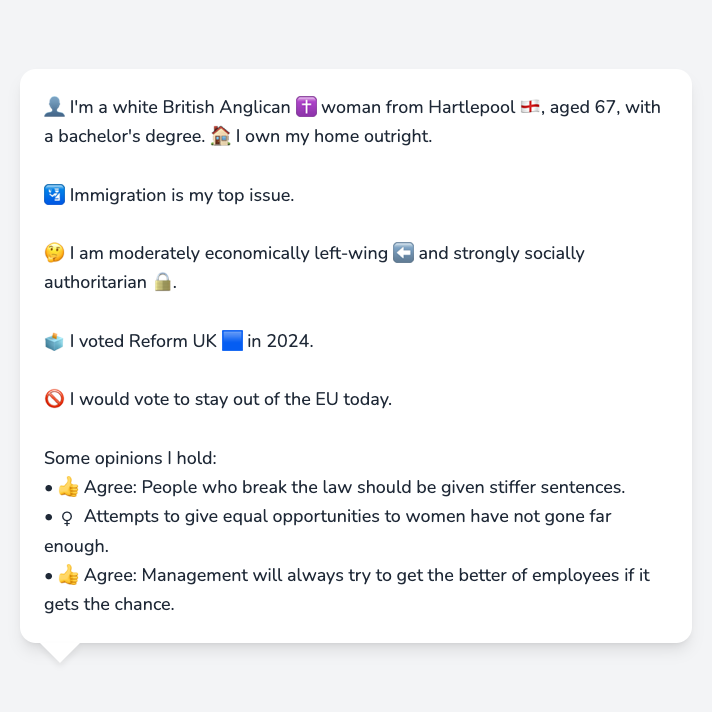 👤 I'm a white British Anglican ✝️ woman from Hartlepool 🏴󠁧󠁢󠁥󠁮󠁧󠁿, aged 67, with
a bachelor's degree. 🏠 I own my home outright.
🛂 Immigration is my top issue.
🤔 I am moderately economically left-wing ⬅️ and strongly socially
authoritarian 🔒.
🗳️ I voted Reform UK 🟦 in 2024.
🚫 I would vote to stay out of the EU today.
Some opinions I hold:
• 👍 Agree: People who break the law should be given stiffer sentences.
• ♀ Attempts to give equal opportunities to women have not gone far
enough.
• 👍 Agree: Management will always try to get the better of employees if it
gets the chance.